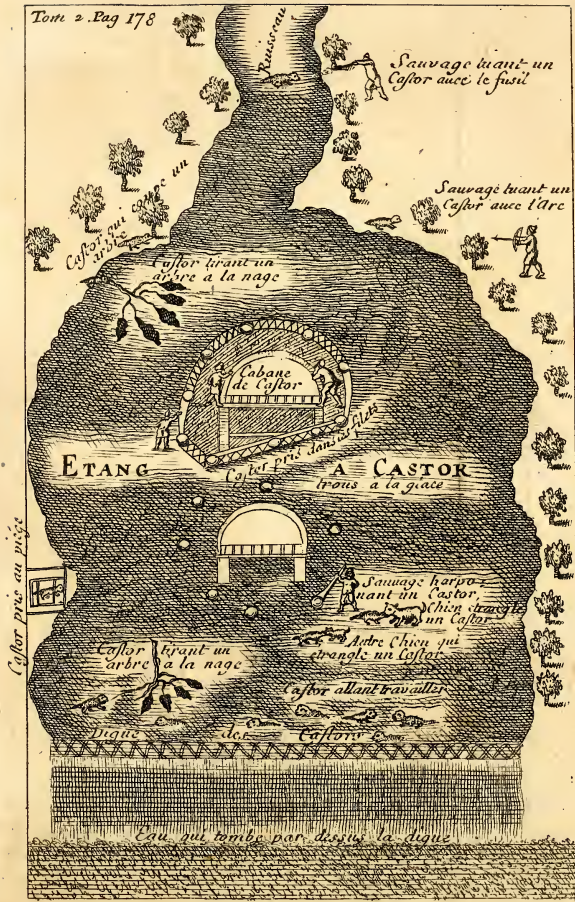 Tom 2. Pag 178
Ruisseau
Sauvage tuant un
Castor avec le fusil
Sauvage tuant un
Castor avec l'Arc
Castor qui coupe un
arbre
Castor tirant un
arbre a la nage
Cabane
de Castor
Castor pris dans les filets
ETANG A CASTOR
trous a la glace
Castor pris au piége
Sauvage harpo-
nant un Castor
Chien etrangle
un Castor
Autre Chien qui
etrangle un Castor
Castor tirant un
arbre a la nage
Castor allant travailler
Digue des Castors
Eau qui tombe par dessus la digue